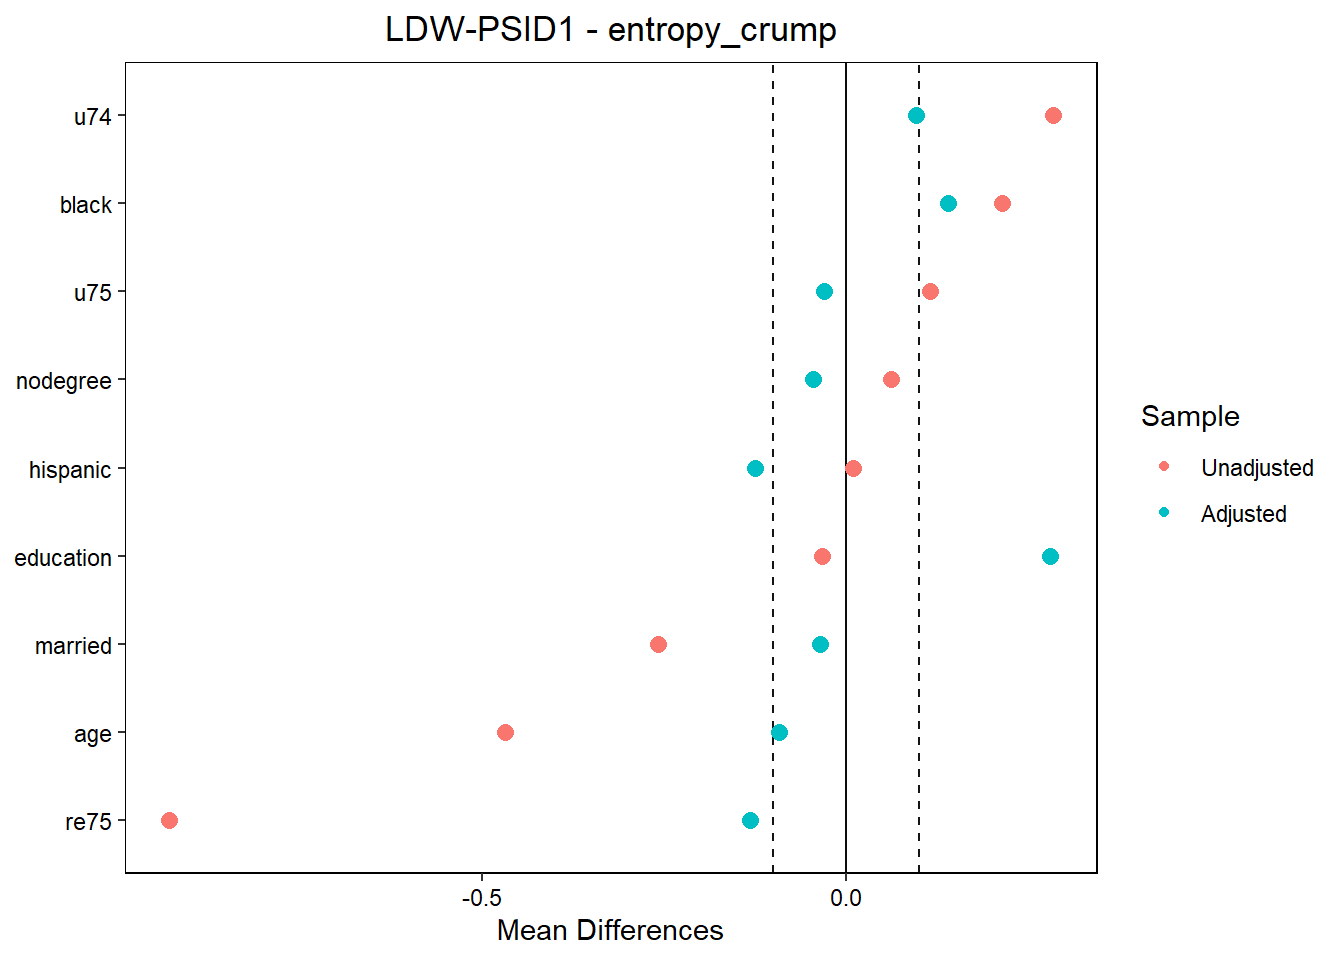 LDW-PSID1 - entropy_crump
u74
black
u75
nodegree
hispanic
education
married
age
re75
-0.5
0.0
Mean Differences
Sample
Unadjusted
Adjusted